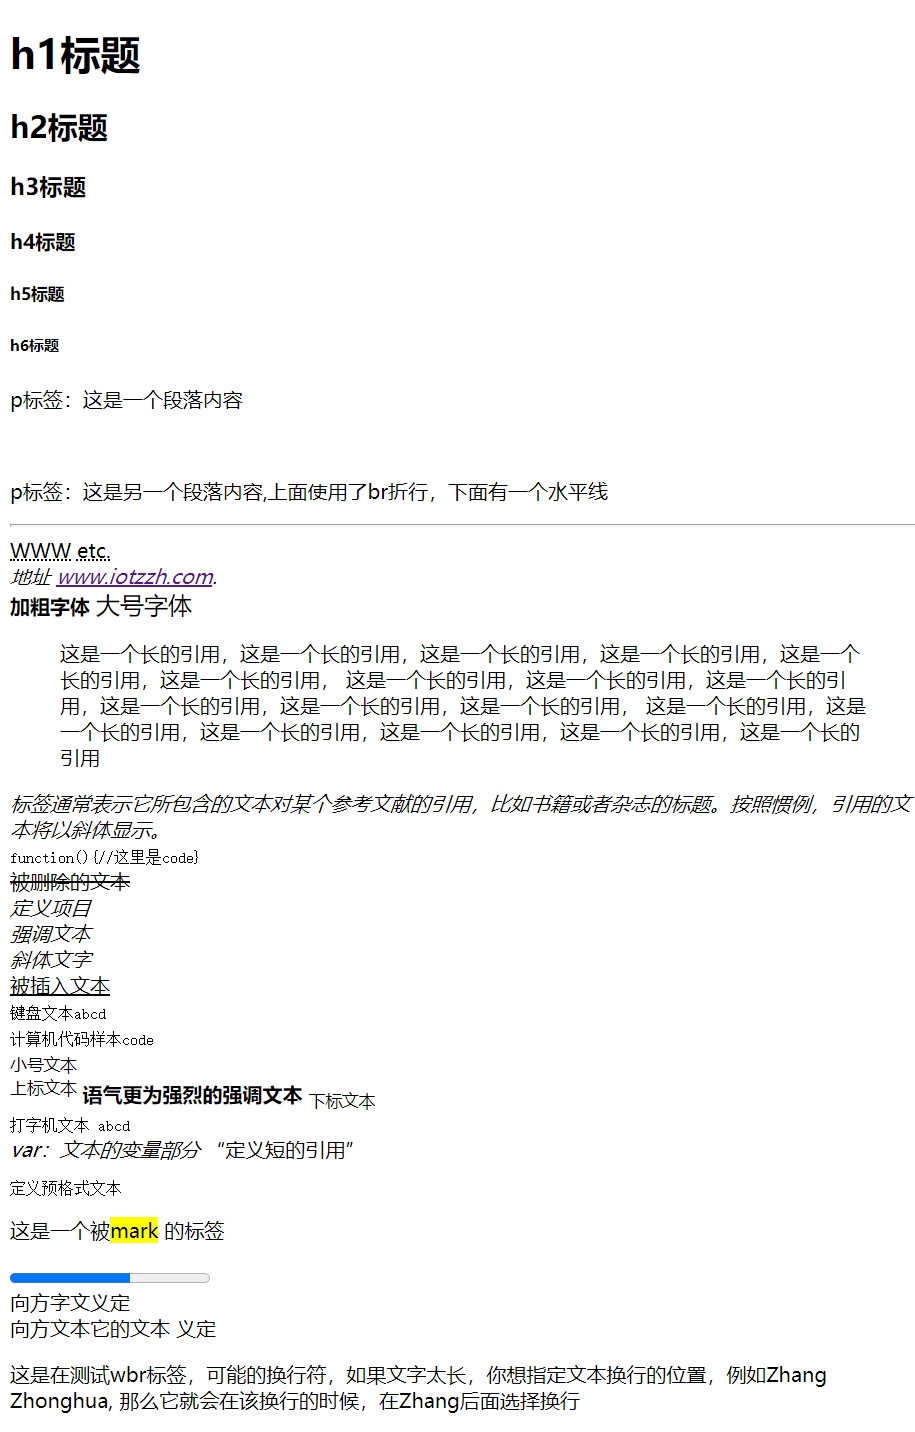 h1标题
h2标题
h3标题
h4标题
h5标题
h6标题
p标签：这是一个段落内容
p标签：这是另一个段落内容,上面使用了br折行，下面有一个水平线
WWW etc.
地址 www.iotzzh.com.
加粗字体 大号字体
这是一个长的引用，这是一个长的引用，这是一个长的引用，这是一个长的引用，这是一个
长的引用，这是一个长的引用， 这是一个长的引用，这是一个长的引用，这是一个长的引
用，这是一个长的引用，这是一个长的引用，这是一个长的引用， 这是一个长的引用，这是
一个长的引用，这是一个长的引用，这是一个长的引用，这是一个长的引用，这是一个长的
引用
标签通常表示它所包含的文本对某个参考文献的引用，比如书籍或者杂志的标题。按照惯例，引用的文
本将以斜体显示。
function(){//这里是code}
被删除的文本
定义项目
强调文本
斜体文字
被插入文本
键盘文本abcd
计算机代码样本code
小号文本
上标文本 语气更为强烈的强调文本 下标文本
打字机文本 abcd
var：文本的变量部分 “定义短的引用”
定义预格式文本
这是一个被mark 的标签
向方字文义定
向方文本它的文本 义定
这是在测试wbr标签，可能的换行符，如果文字太长，你想指定文本换行的位置，例如Zhang
Zhonghua, 那么它就会在该换行的时候，在Zhang后面选择换行